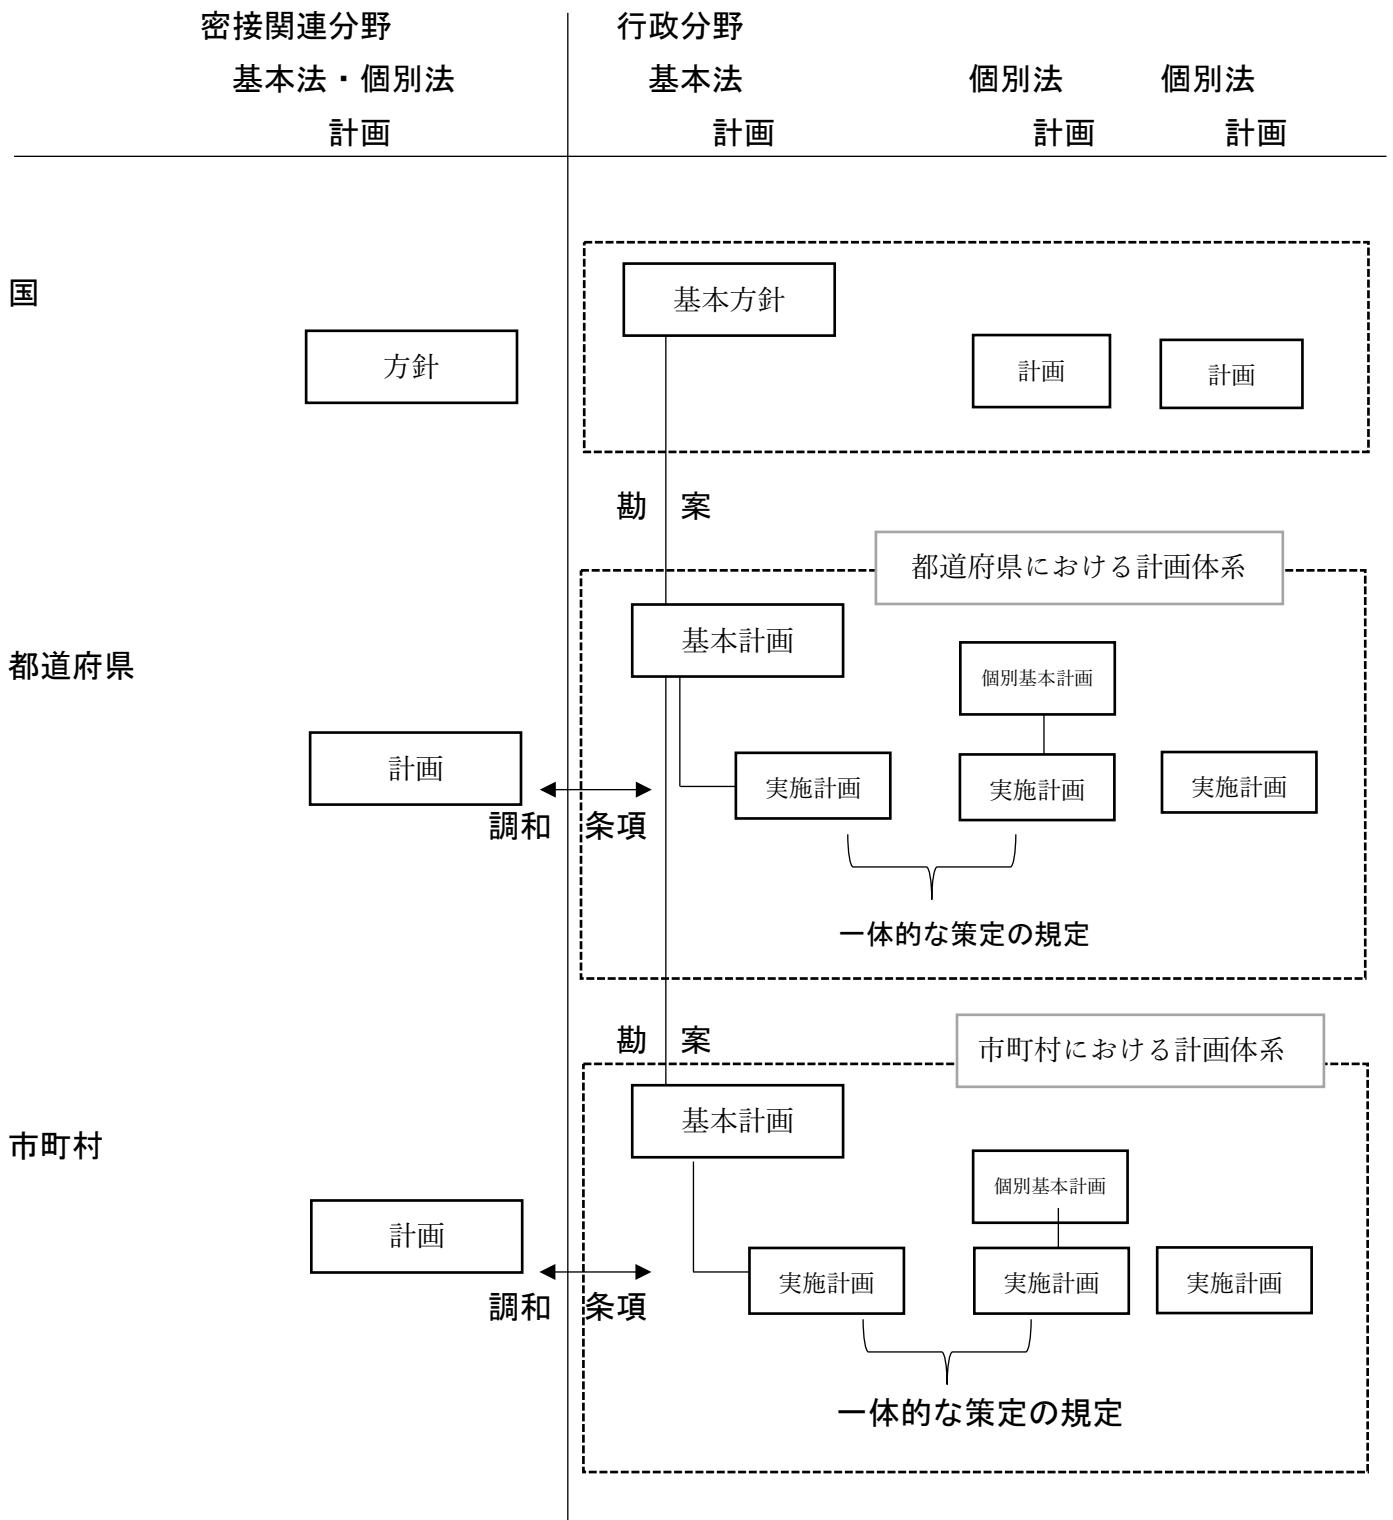 密接関連分野
行政分野
基本法・個別法
基本法
個別法
個別法
計画
計画
計画
計画
国
基本方針
方針
計画
計画
勘案
都道府県における計画体系
都道府県
基本計画
個別基本計画
計画
実施計画
実施計画
実施計画
調和条項
一体的な策定の規定
勘案
市町村における計画体系
市町村
基本計画
個別基本計画
計画
実施計画
実施計画
実施計画
調和条項
一体的な策定の規定